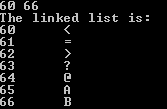 60 66
The linked list is:
60 <
61 =
62 >
63 ?
64 @
65 A
66 B